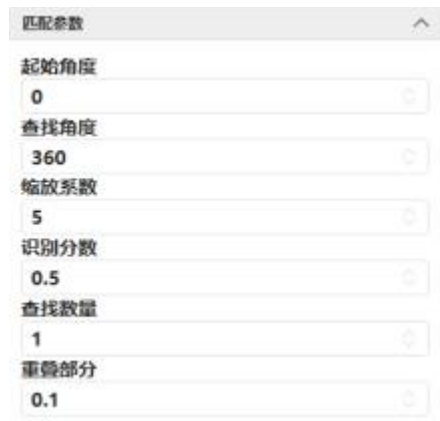 匹配参数
起始角度
0
查找角度
360
缩放系数
5
识别分数
0.5
查找数量
1
重叠部分
0.1